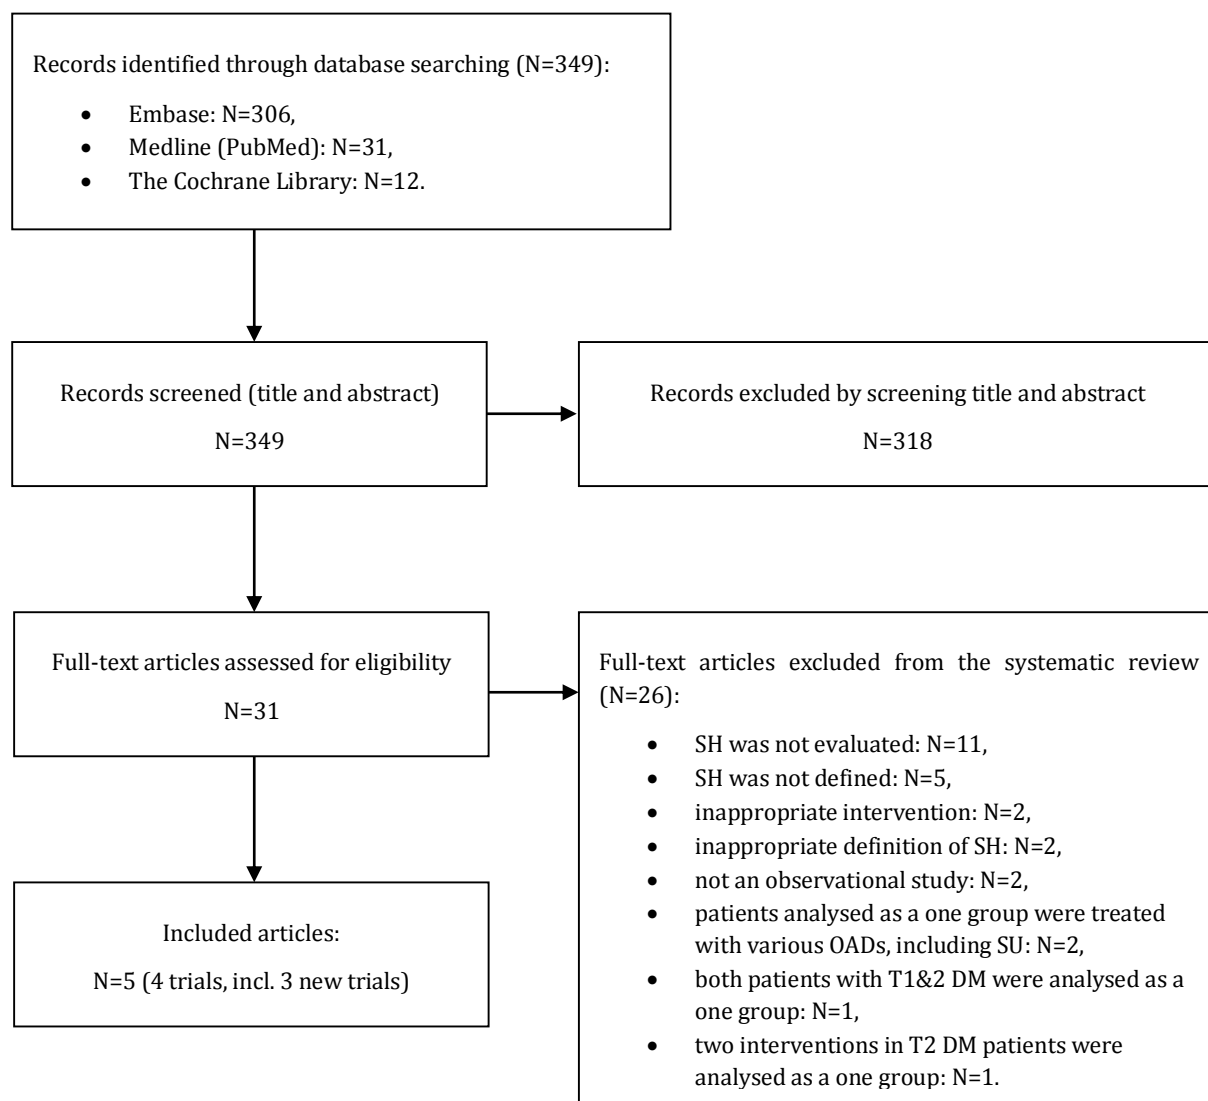 Records identified through database searching (N=349):
• Embase: N=306,
• Medline (PubMed): N=31,
• The Cochrane Library: N=12.
Records screened (title and abstract)
N=349
Records excluded by screening title and abstract
N=318
Full-text articles assessed for eligibility
N=31
Full-text articles excluded from the systematic review
(N=26):
• SH was not evaluated: N=11,
• SH was not defined: N=5,
• inappropriate intervention: N=2,
• inappropriate definition of SH: N=2,
• not an observational study: N=2,
• patients analysed as a one group were treated
with various OADs, including SU: N=2,
• both patients with T1&2 DM were analysed as a
one group: N=1,
• two interventions in T2 DM patients were
analysed as a one group: N=1.
Included articles:
N=5 (4 trials, incl. 3 new trials)